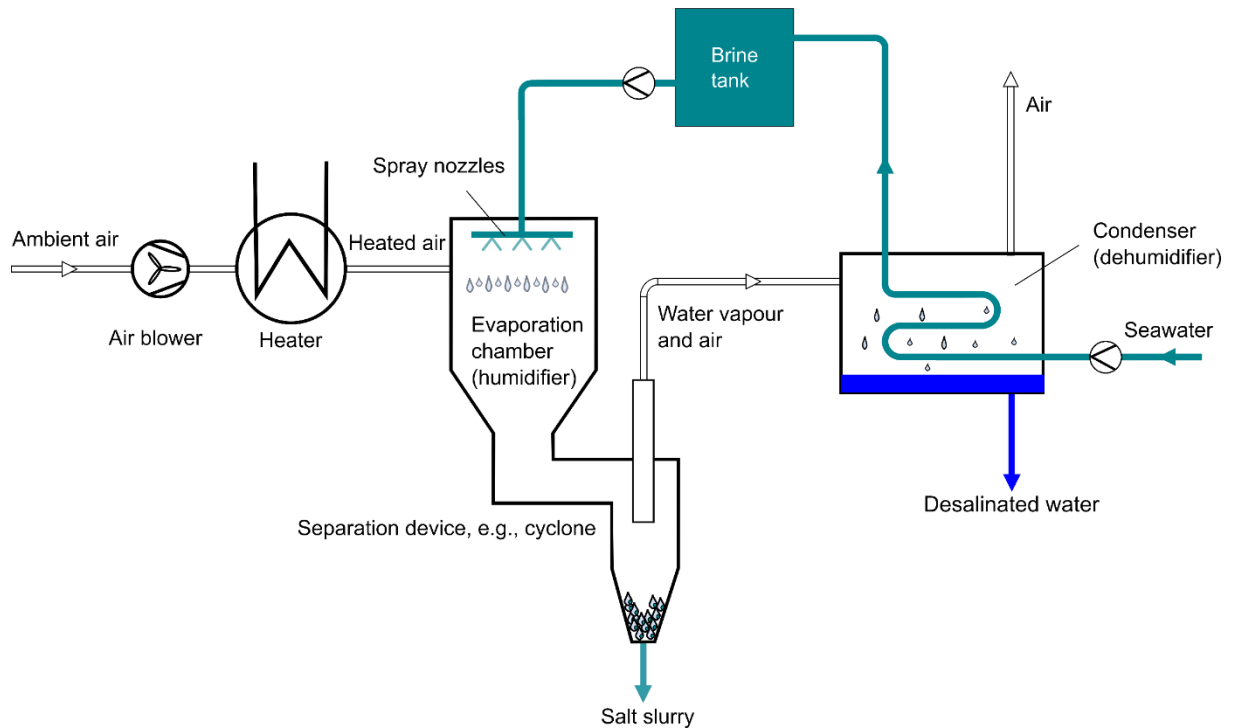 Brine
tank
Air
Spray nozzles
Ambient air
Heated air
Condenser
(dehumidifier)
Air blower
Heater
Evaporation
chamber
(humidifier)
Water vapour
and air
Seawater
Desalinated water
Separation device, e.g., cyclone
Salt slurry